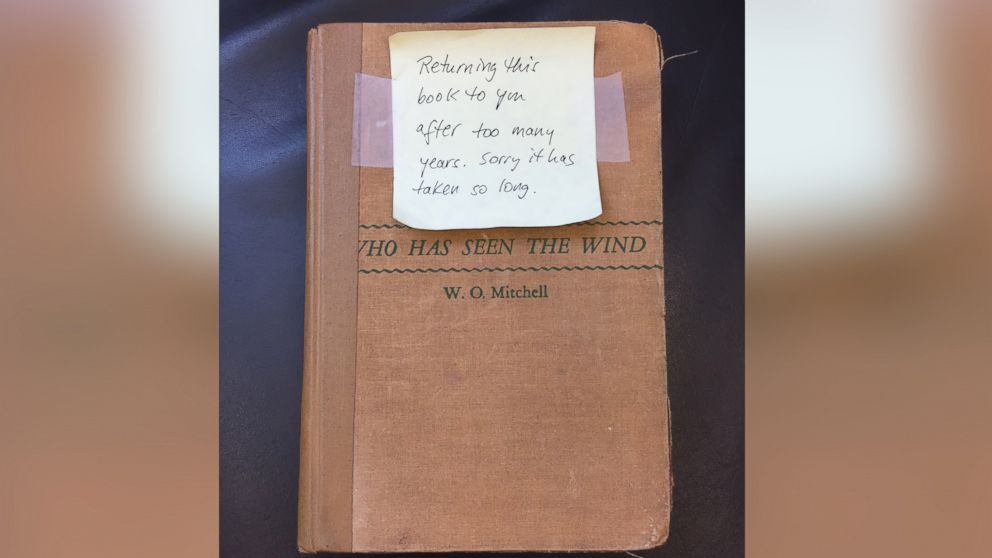 Returning this
book to you
after too many
years. Sorry it has
taken so long.
WHO HAS SEEN THE WIND
W. O. Mitchell